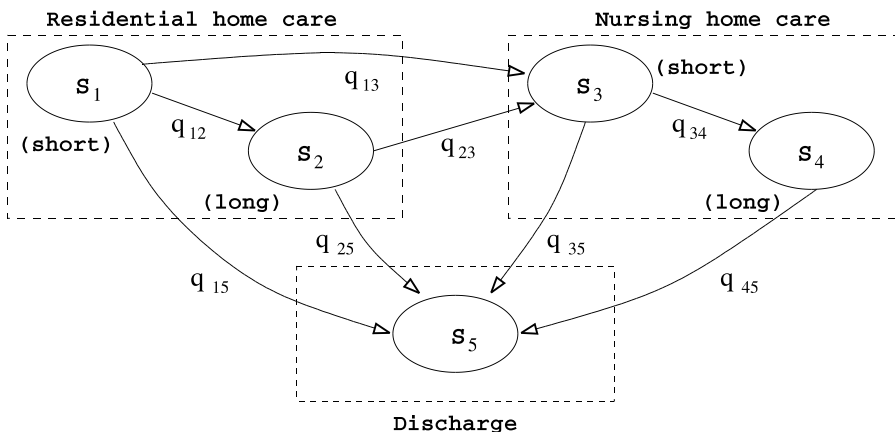 Residential home care
Nursing home care
S1
q13
S3
(short)
q12
q34
(short)
S2
q23
S4
(long)
(long)
q25
q35
q15
q45
S5
Discharge